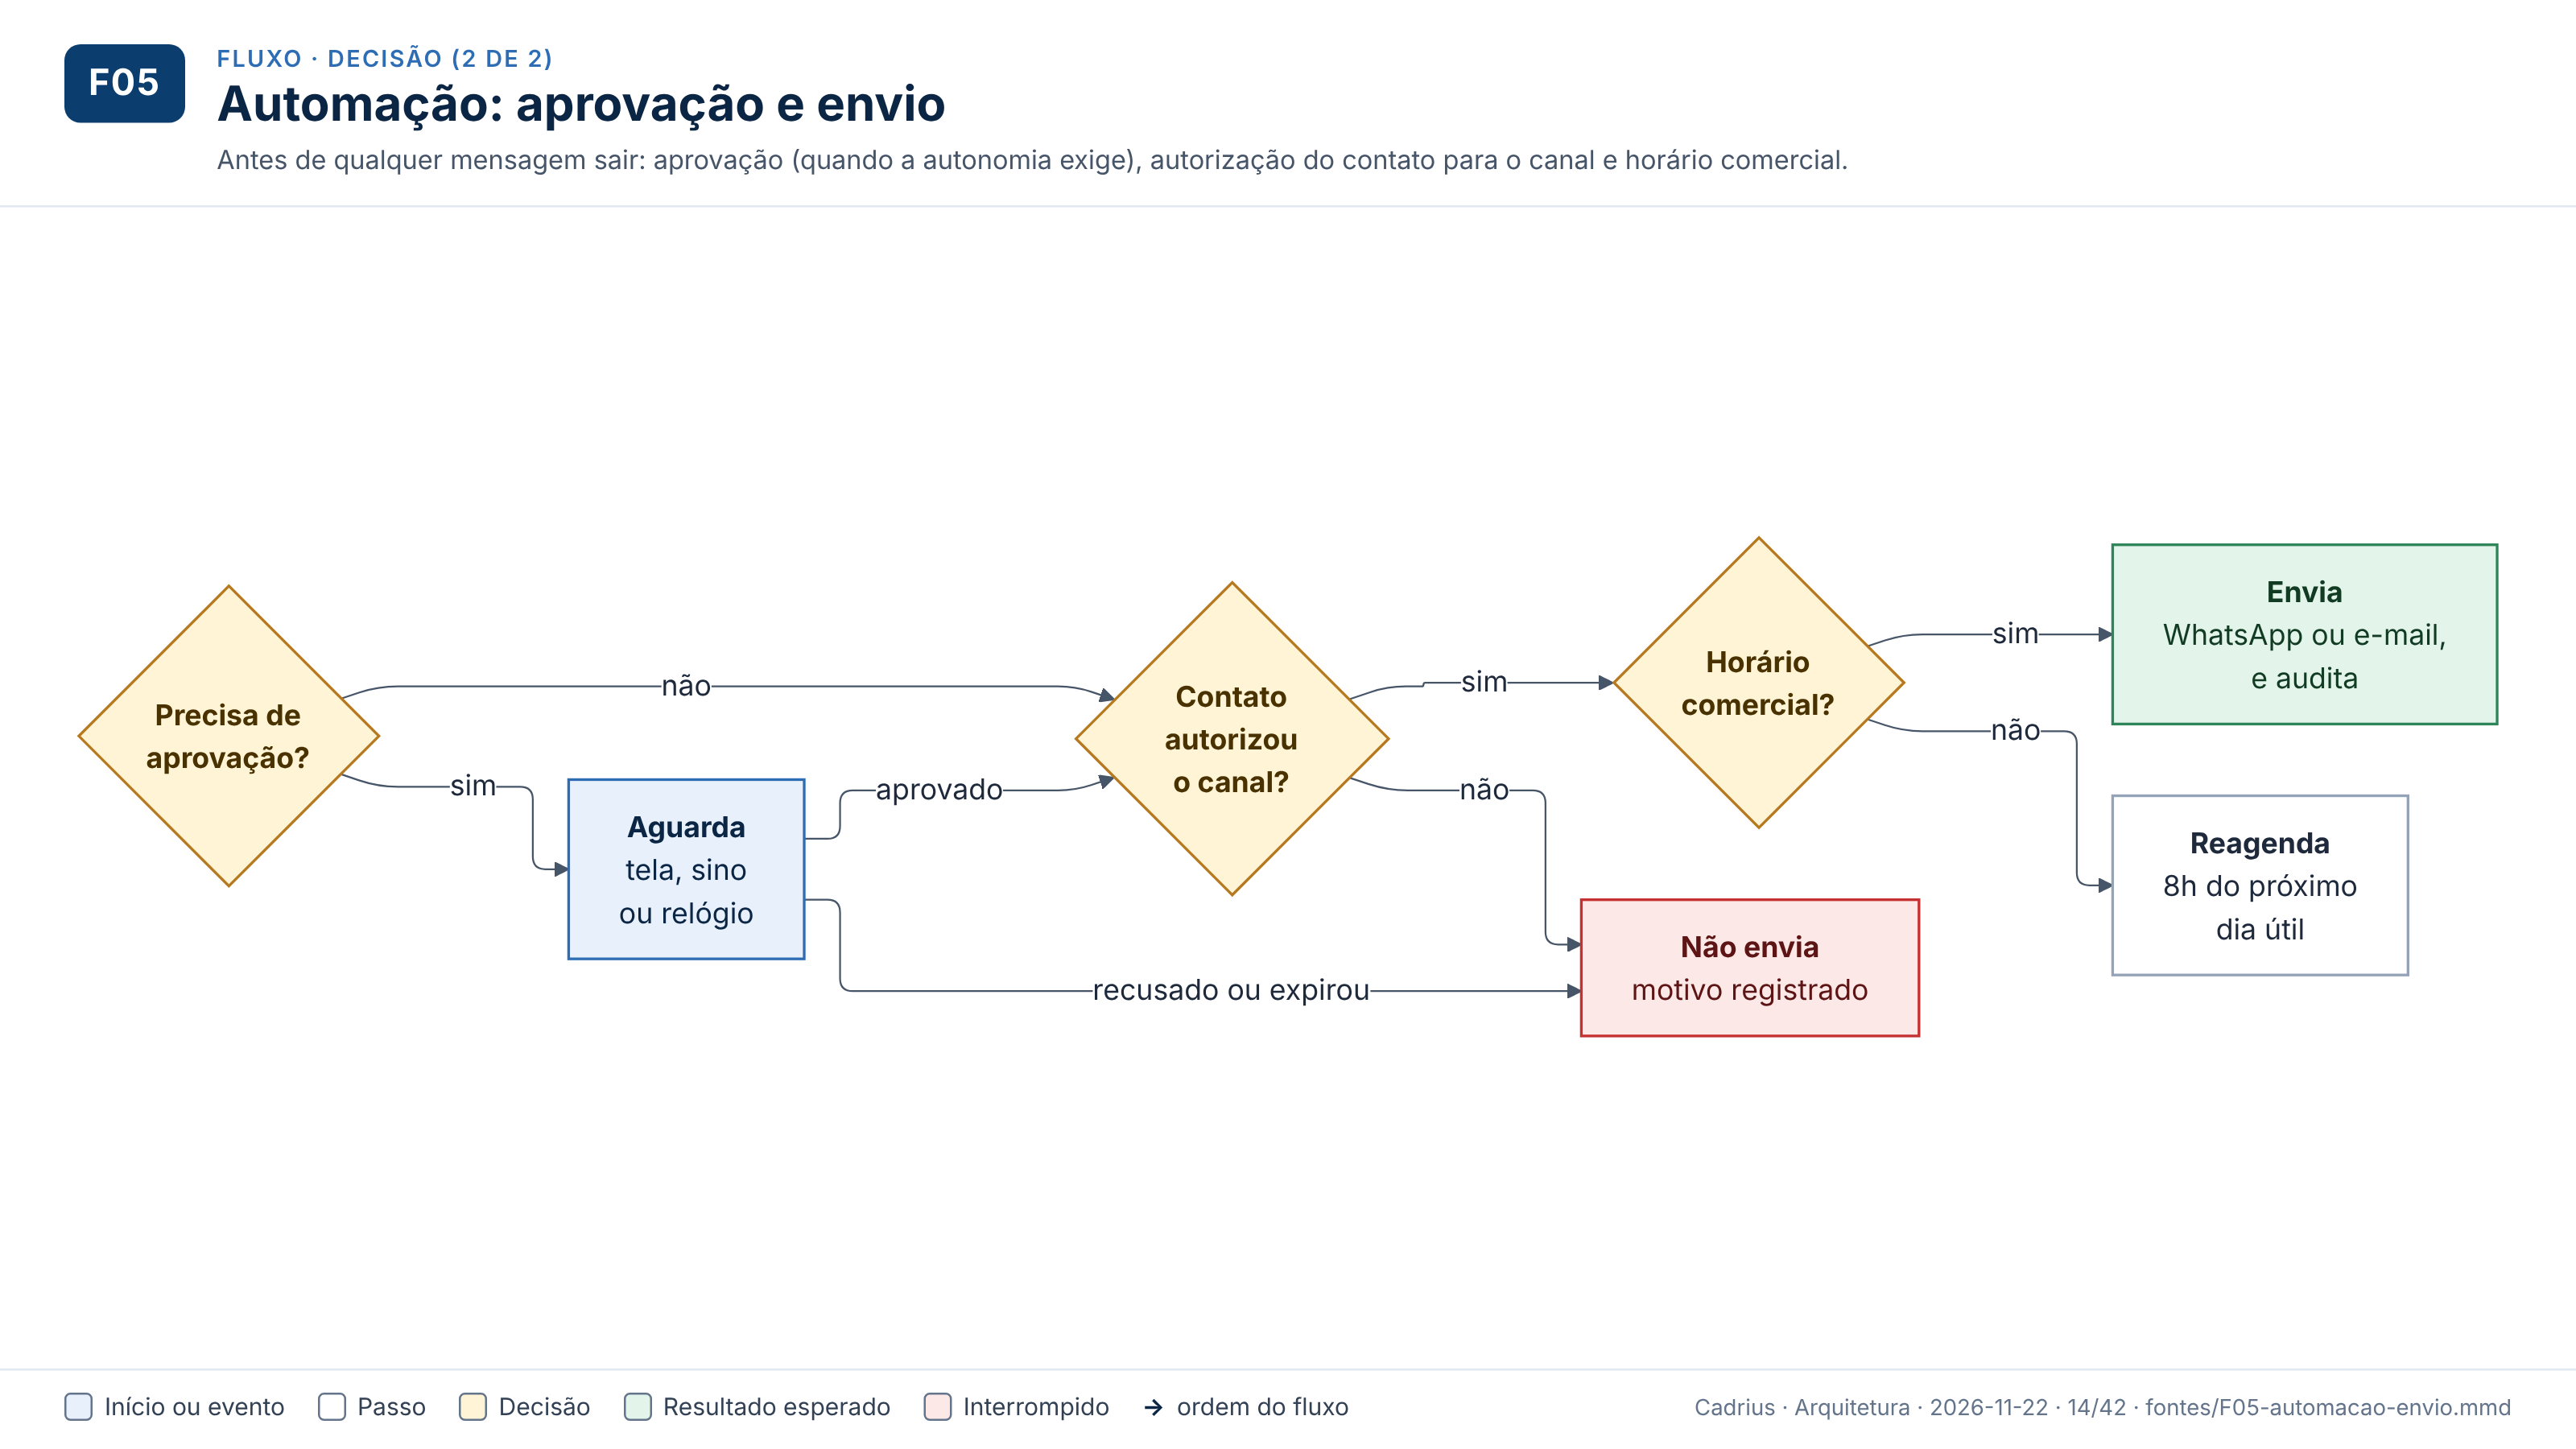 F05
FLUXO · DECISÃO (2 DE 2)
Automação: aprovação e envio
Antes de qualquer mensagem sair: aprovação (quando a autonomia exige), autorização do contato para o canal e horário comercial.
Precisa de
aprovação?
não
sim
Aguarda
tela, sino
ou relógio
aprovado
recusado ou expirou
Contato
autorizou
o canal?
sim
não
Horário
comercial?
Não envia
motivo registrado
sim
não
Envia
WhatsApp ou e-mail,
e audita
Reagenda
8h do próximo
dia útil
Início ou evento
Passo
Decisão
Resultado esperado
Interrompido
→ ordem do fluxo
Cadrius · Arquitetura · 2026-11-22 · 14/42 · fontes/F05-automacao-envio.mmd